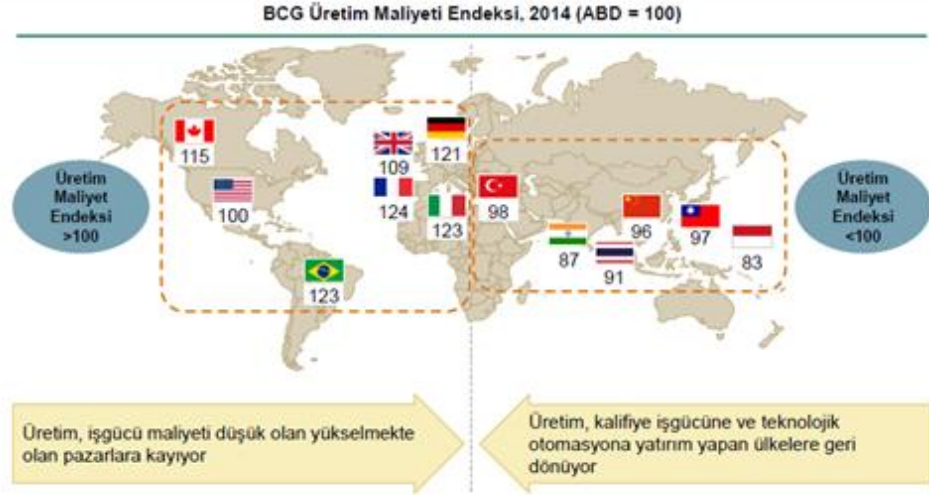 BCG Üretim Maliyeti Endeksi, 2014 (ABD = 100)
Üretim
Maliyet
Endeksi
>100
115
100
123
109
121
124
123
98
87
91
96
97
83
Üretim
Maliyet
Endeksi
<100
Üretim, işgücü maliyeti düşük olan yükselmekte
olan pazarlara kayıyor
Üretim, kalifiye işgücüne ve teknolojik
otomasyona yatırım yapan ülkelere geri
dönüyor